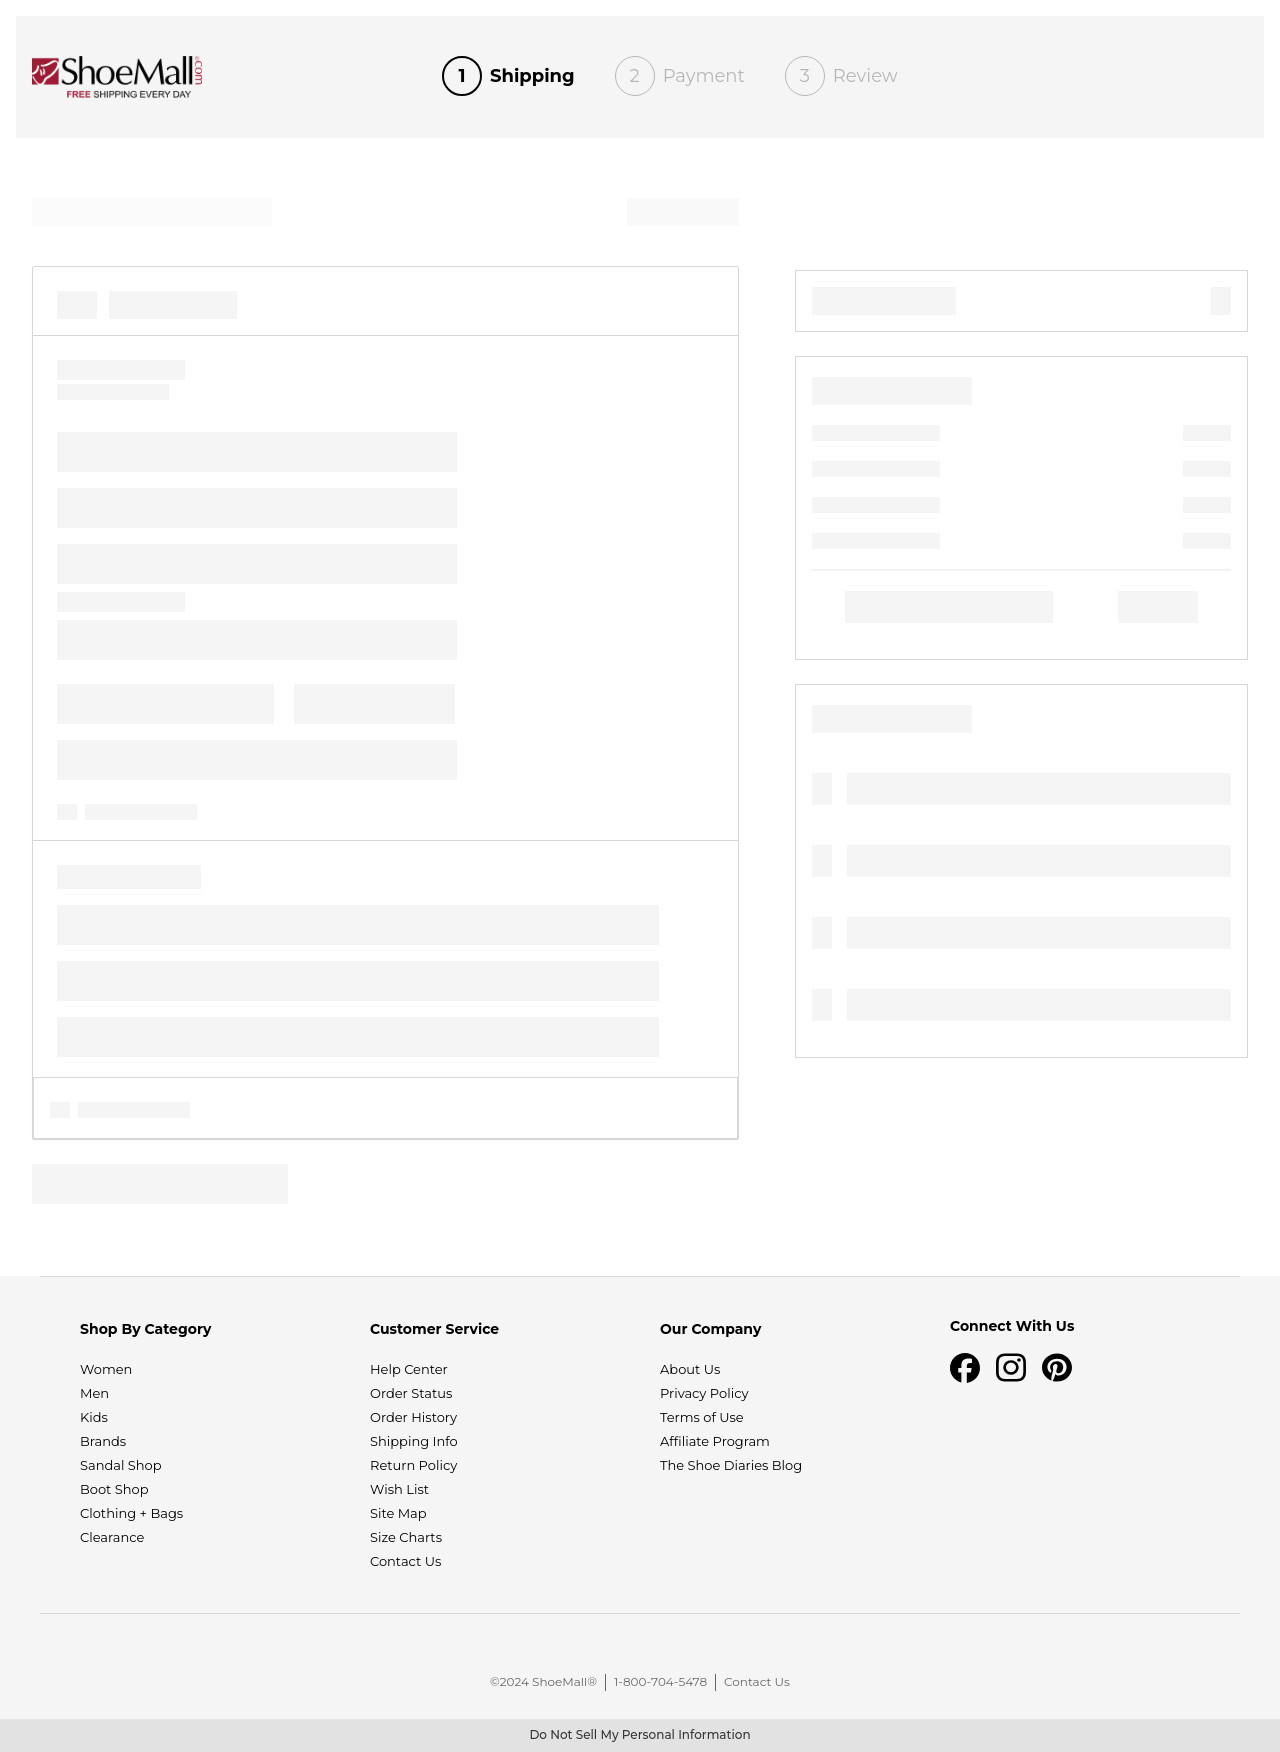 ShoeMall.com
FREE SHIPPING EVERY DAY
1 Shipping
2 Payment
3 Review
Shop By Category
Women
Men
Kids
Brands
Sandal Shop
Boot Shop
Clothing + Bags
Clearance
Customer Service
Help Center
Order Status
Order History
Shipping Info
Return Policy
Wish List
Site Map
Size Charts
Contact Us
Our Company
About Us
Privacy Policy
Terms of Use
Affiliate Program
The Shoe Diaries Blog
Connect With Us
©2024 ShoeMall® | 1-800-704-5478 | Contact Us
Do Not Sell My Personal Information